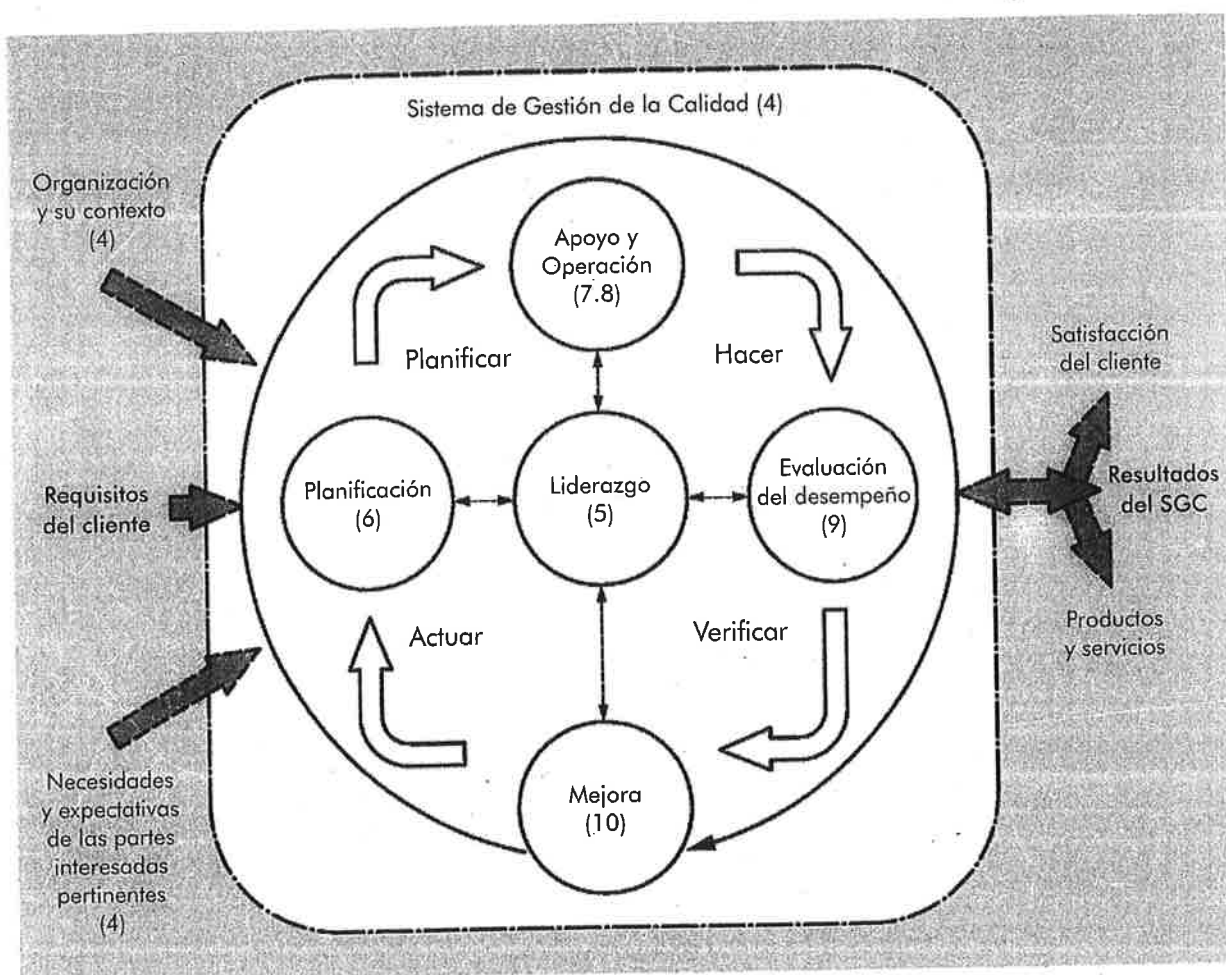 Sistema de Gestión de la Calidad (4)
Organización
y su contexto
(4)
Apoyo y
Operación
(7.8)
Planificar
Hacer
Satisfacción
del cliente
Requisitos
del cliente
Planificación
(6)
Liderazgo
(5)
Evaluación
del desempeño
(9)
Resultados
del SGC
Actuar
Verificar
Productos
y servicios
Necesidades
y expectativas
de las partes
interesadas
pertinentes
(4)
Mejora
(10)